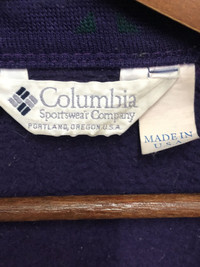 Columbia
Sportswear Company
PORTLAND, OREGON U.S.A.
MADE IN
U.S.A.